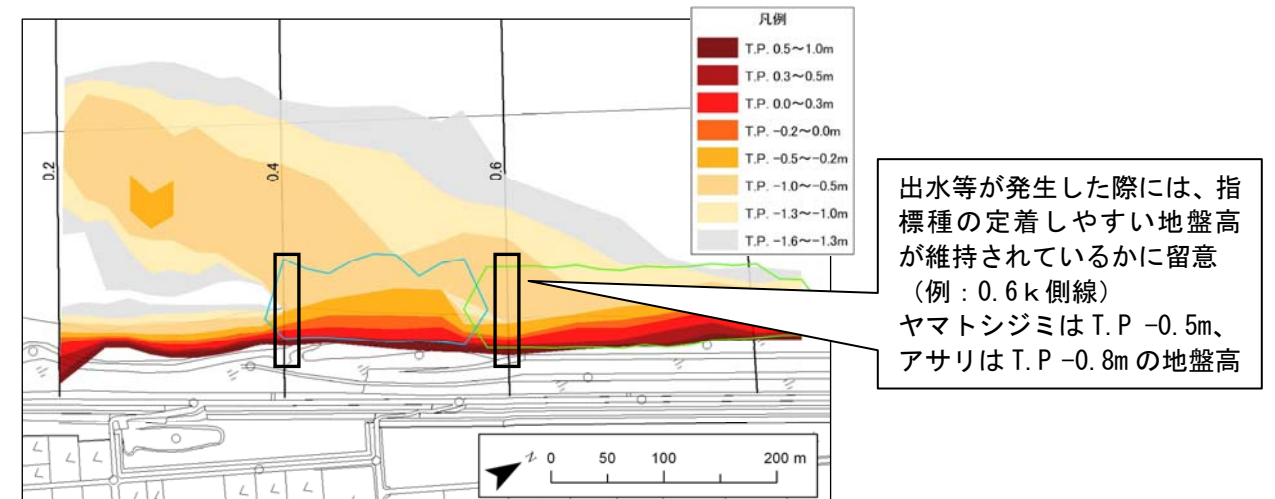 凡例
T.P. 0.5～1.0m
T.P. 0.3～0.5m
T.P. 0.0～0.3m
T.P. -0.2～0.0m
T.P. -0.5～-0.2m
T.P. -1.0～-0.5m
T.P. -1.3～-1.0m
T.P. -1.6～-1.3m
0.2
0.4
0.6
出水等が発生した際には、指
標種の定着しやすい地盤高
が維持されているかに留意
（例：0.6ｋ側線）
ヤマトシジミは T.P -0.5m、
アサリは T.P -0.8m の地盤高
N 0 50 100 200 m